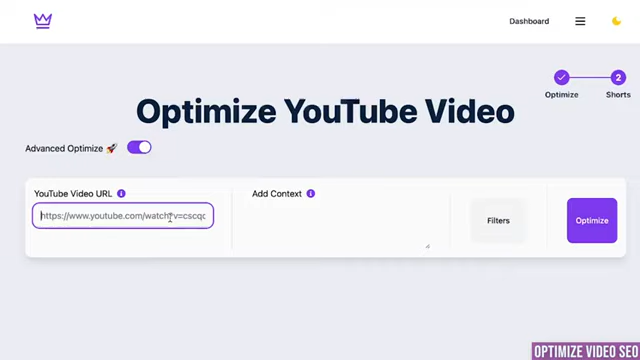 Dashboard
2
Optimize
Shorts
Optimize YouTube Video
Advanced Optimize 🚀
YouTube Video URL
Add Context
https://www.youtube.com/watch?v=cscqc
Filters
Optimize
OPTIMIZE VIDEO SEO